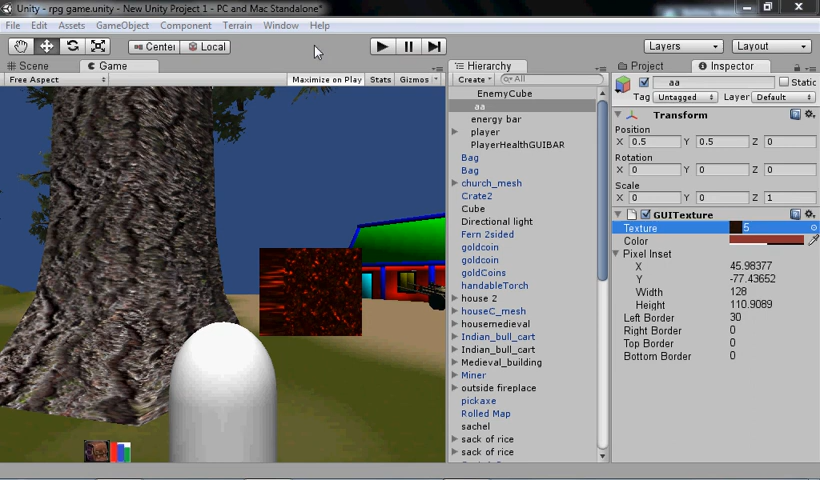 Unity - rpg game.unity - New Unity Project 1 - PC and Mac Standalone*
File Edit Assets GameObject Component Terrain Help
Center Local Layers Layout
Scene Game Hierarchy Project Inspector
Free Aspect Maximize on Play Stats Gizmos Create All aa Static
EnemyCube
Tag Untagged Layer Default
aa
energy bar
Transform
player
Position
X 0.5 Y 0.5 Z 0
PlayerHealthGUIBAR
Rotation
Bag
X 0 Y 0 Z 0
Bag
church_mesh
Scale
Crate2
X 0 Y 0 Z 1
Cube
GUITexture
Directional light
Texture 5
Fern 2sided
Color
goldcoin
Pixel Inset
goldcoin
X 45.98377
goldCoins
Y -77.43652
handableTorch
Width 128
house 2
Height 110.9089
houseC_mesh
Left Border 30
housemedieval
Right Border 0
Indian_bull_cart
Top Border 0
Indian_bull_cart
Bottom Border 0
Medieval_building
Miner
outside fireplace
pickaxe
Rolled Map
sachel
sack of rice
sack of rice